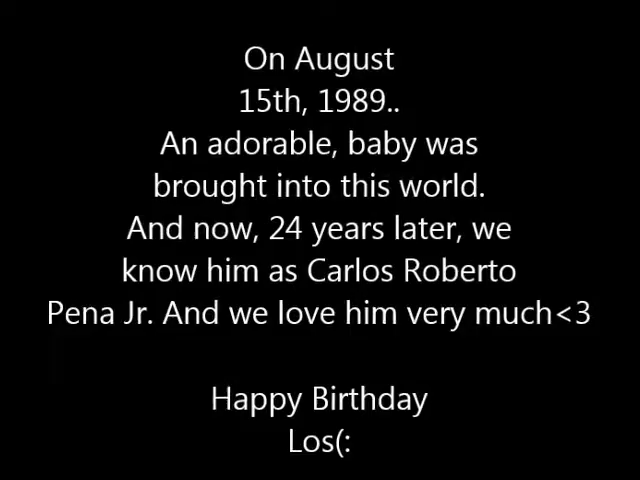 On August
15th, 1989..
An adorable, baby was
brought into this world.
And now, 24 years later, we
know him as Carlos Roberto
Pena Jr. And we love him very much<3
Happy Birthday
Los(: